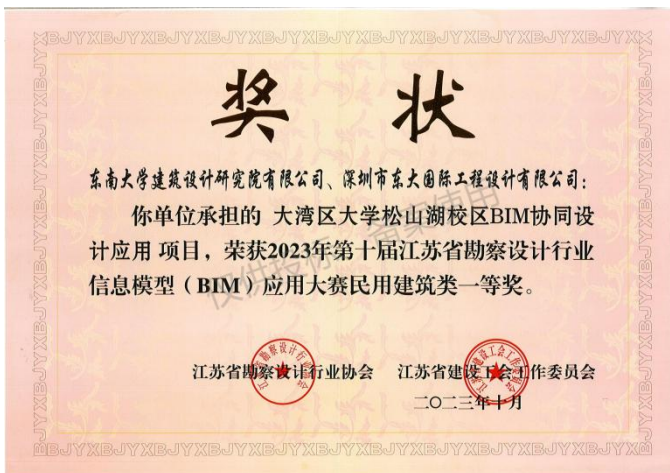 奖状
东南大学建筑设计研究院有限公司、深圳市东大国际工程设计有限公司：
你单位承担的 大湾区大学松山湖校区BIM协同设
计应用 项目，荣获2023年第十届江苏省勘察设计行业
信息模型（BIM）应用大赛民用建筑类一等奖。
江苏省勘察设计行业协会 江苏省建设工会工作委员会
二〇二三年十月